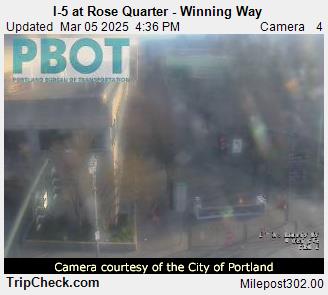 I-5 at Rose Quarter - Winning Way
Updated Mar 05 2025 4:36 PM Camera 4
PBOT
PORTLAND BUREAU OF TRANSPORTATION
Camera courtesy of the City of Portland
TripCheck.com Milepost302.00